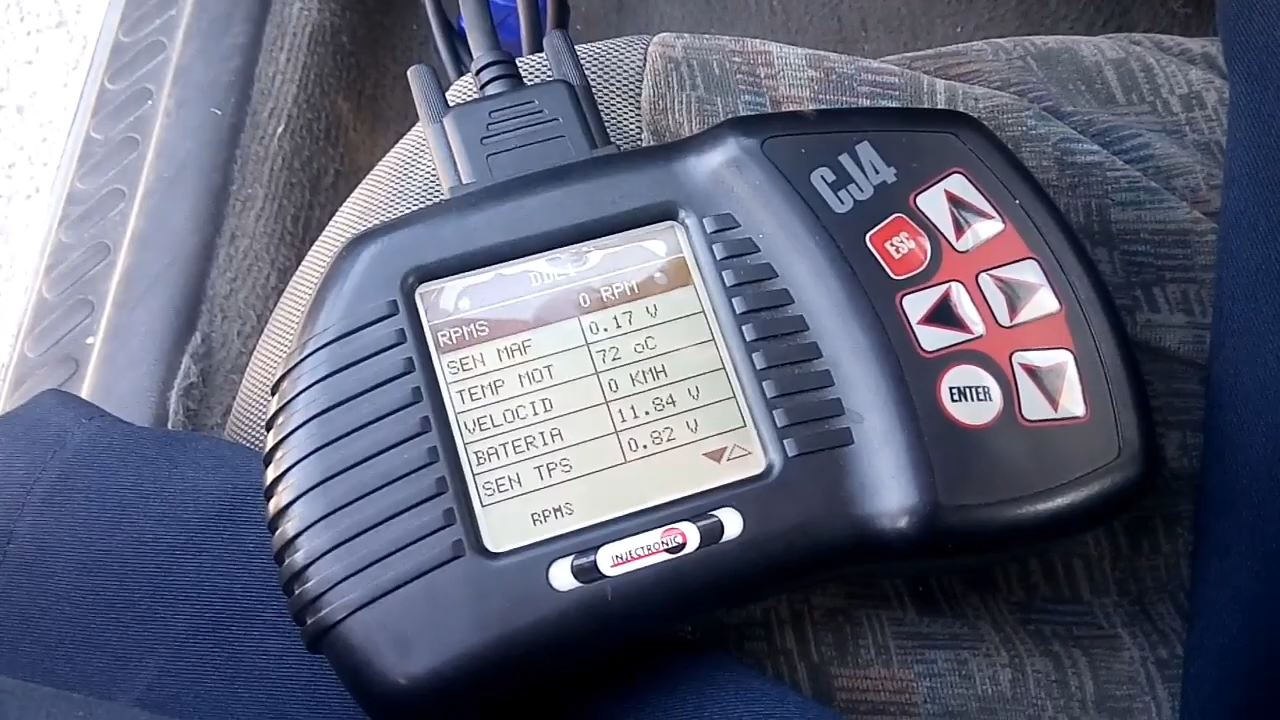 CJ4
ESC
ENTER
RPMS 0 RPM
SEN MAF 0.17 V
TEMP MOT 72 oC
VELOCID 0 KMH
BATERIA 11.84 V
SEN TPS 0.82 V
RPMS
INJECTRONIC